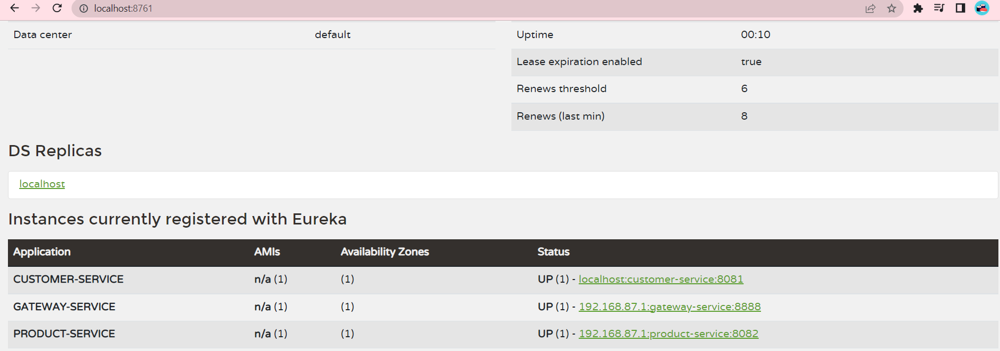 localhost:8761
Data center default
Uptime 00:10
Lease expiration enabled true
Renews threshold 6
Renews (last min) 8
DS Replicas
localhost
Instances currently registered with Eureka
Application AMIs Availability Zones Status
CUSTOMER-SERVICE n/a (1) (1) UP (1) - localhost:customer-service:8081
GATEWAY-SERVICE n/a (1) (1) UP (1) - 192.168.87.1:gateway-service:8888
PRODUCT-SERVICE n/a (1) (1) UP (1) - 192.168.87.1:product-service:8082